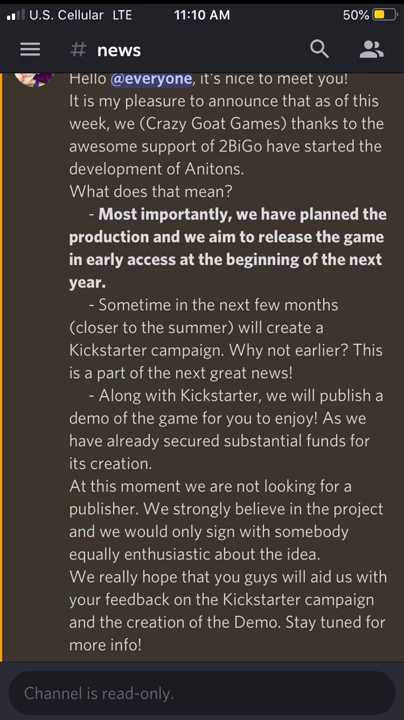 U.S. Cellular LTE 11:10 AM 50%
# news
Hello @everyone, it's nice to meet you!
It is my pleasure to announce that as of this
week, we (Crazy Goat Games) thanks to the
awesome support of 2BiGo have started the
development of Anitons.
What does that mean?
- Most importantly, we have planned the
production and we aim to release the game
in early access at the beginning of the next
year.
- Sometime in the next few months
(closer to the summer) will create a
Kickstarter campaign. Why not earlier? This
is a part of the next great news!
- Along with Kickstarter, we will publish a
demo of the game for you to enjoy! As we
have already secured substantial funds for
its creation.
At this moment we are not looking for a
publisher. We strongly believe in the project
and we would only sign with somebody
equally enthusiastic about the idea.
We really hope that you guys will aid us with
your feedback on the Kickstarter campaign
and the creation of the Demo. Stay tuned for
more info!
Channel is read-only.